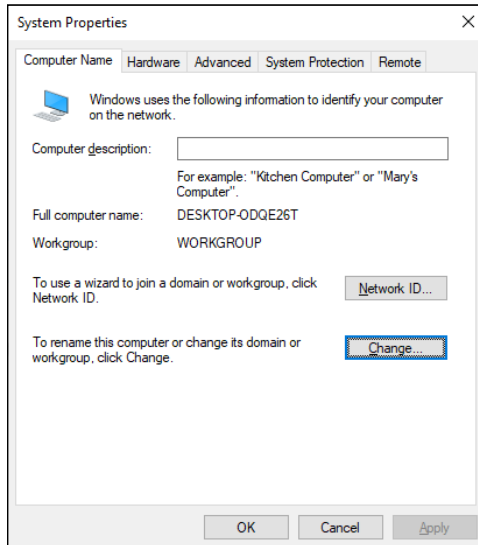 System Properties
Computer Name Hardware Advanced System Protection Remote
Windows uses the following information to identify your computer
on the network.
Computer description:
For example: "Kitchen Computer" or "Mary's
Computer".
Full computer name: DESKTOP-ODQE26T
Workgroup: WORKGROUP
To use a wizard to join a domain or workgroup, click
Network ID.
Network ID...
To rename this computer or change its domain or
workgroup, click Change.
Change...
OK Cancel Apply